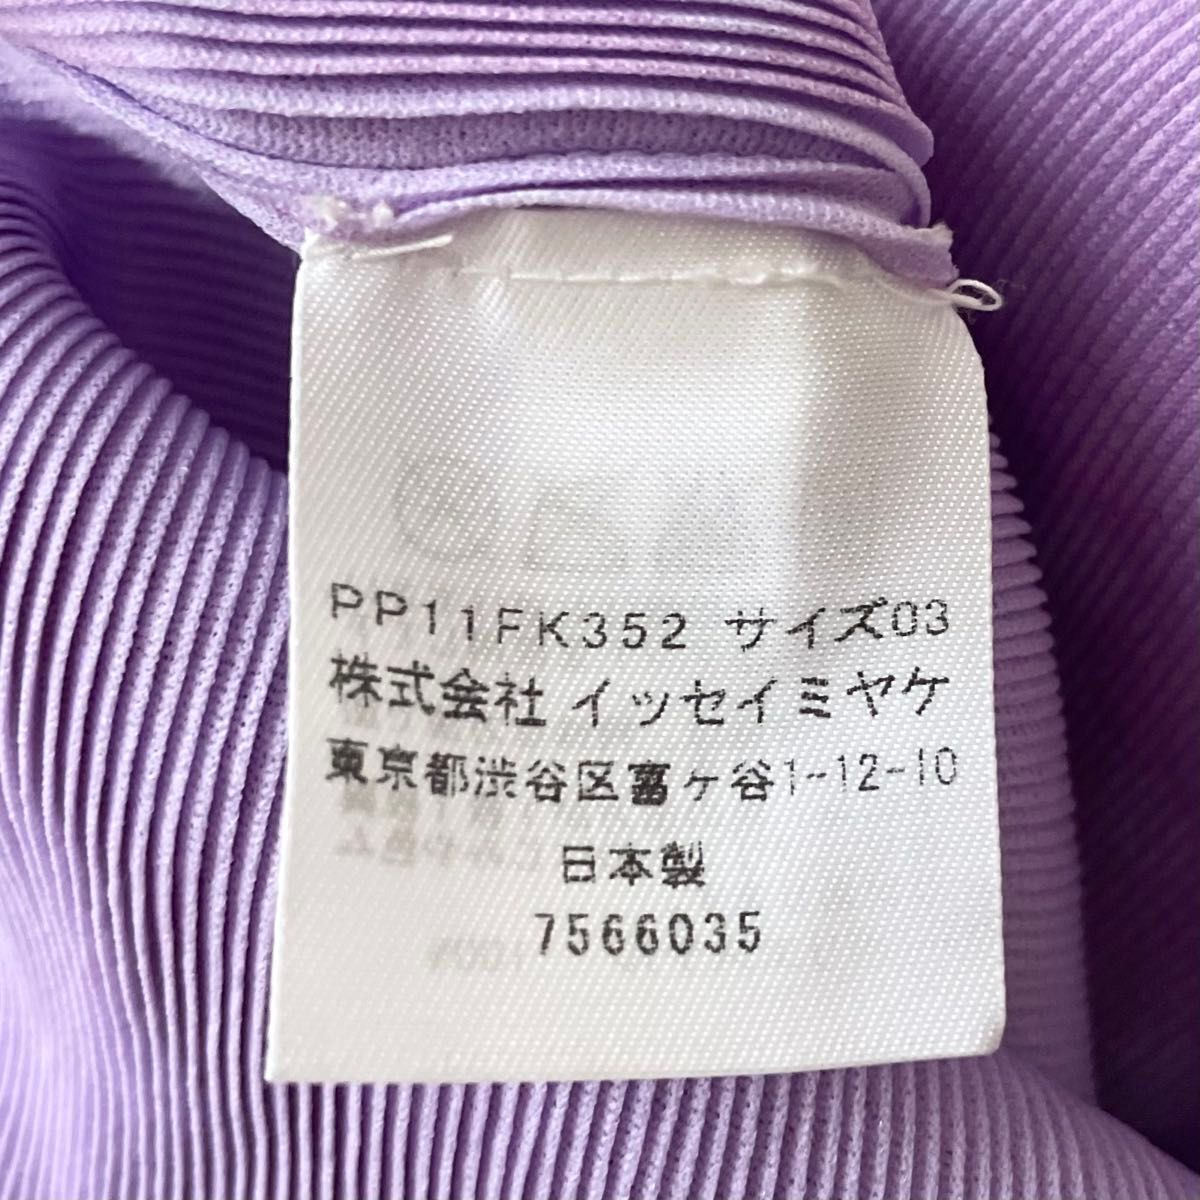 PP11FK352 サイズ03
株式会社 イッセイミヤケ
東京都渋谷区富ヶ谷1-12-10
日本製
7566035